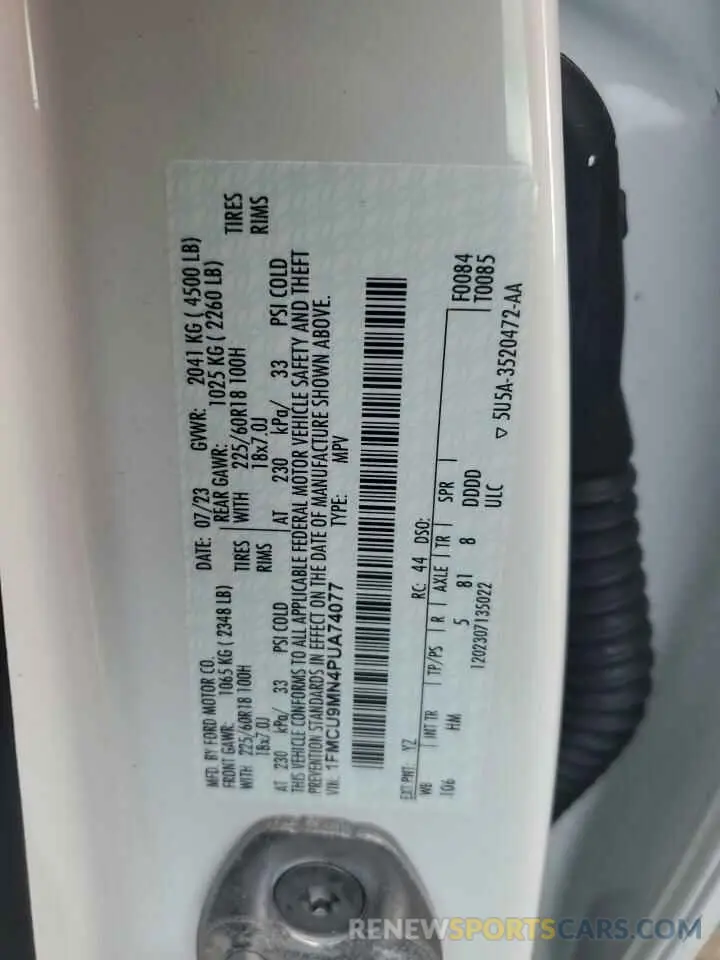 MFD. BY FORD MOTOR CO. DATE: 07/23 GVWR: 2041 KG ( 4500 LB)
FRONT GAWR: 1065 KG ( 2348 LB) REAR GAWR: 1025 KG ( 2260 LB)
WITH 225/60R18 100H TIRES WITH 225/60R18 100H TIRES
18x7.0J RIMS 18x7.0J RIMS
AT 230 kPa/ 33 PSI COLD AT 230 kPa/ 33 PSI COLD
THIS VEHICLE CONFORMS TO ALL APPLICABLE FEDERAL MOTOR VEHICLE SAFETY AND THEFT
PREVENTION STANDARDS IN EFFECT ON THE DATE OF MANUFACTURE SHOWN ABOVE.
VIN: 1FMCU9MN4PUA74077 TYPE: MPV
EXT PNT: YZ RC: 44 DSO: F0084
WB INT TR TP/PS R AXLE TR SPR T0085
106 HM 5 81 8 DDDD
1202307135022 ULC
▽ 5U5A-3520472-AA
RENEWSPORTSCARS.COM